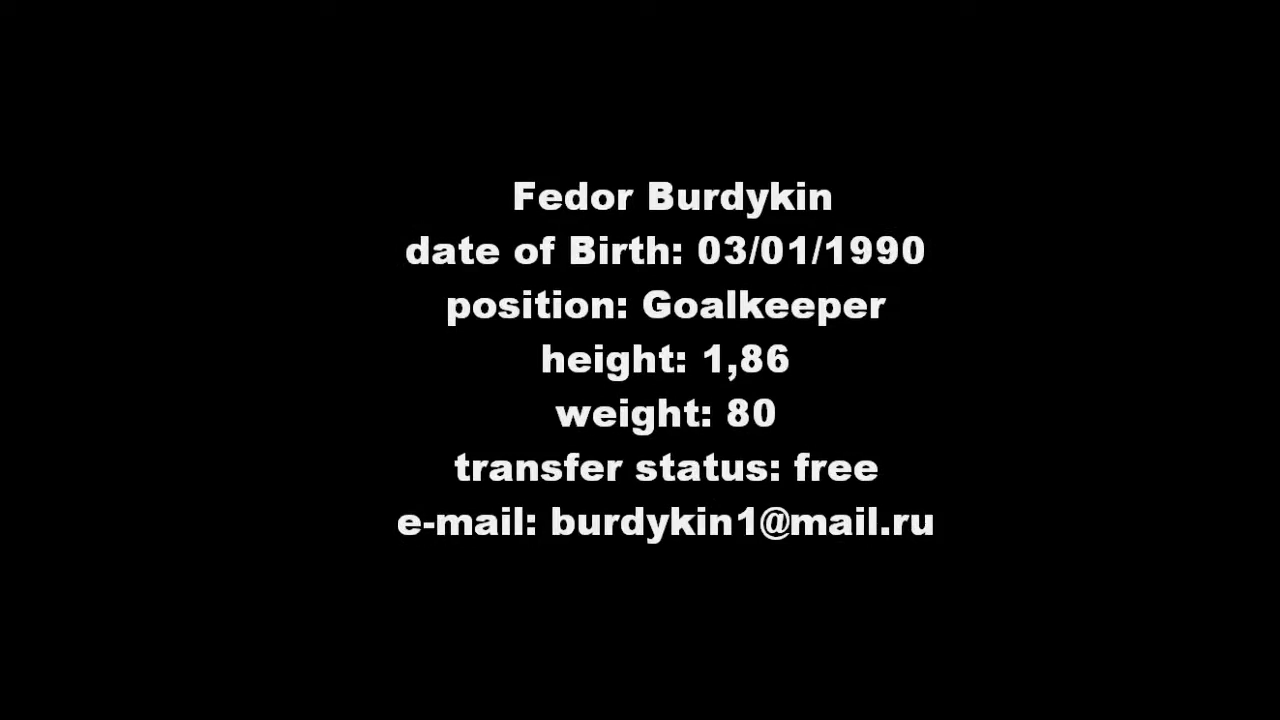 Fedor Burdykin
date of Birth: 03/01/1990
position: Goalkeeper
height: 1,86
weight: 80
transfer status: free
e-mail: burdykin1@mail.ru